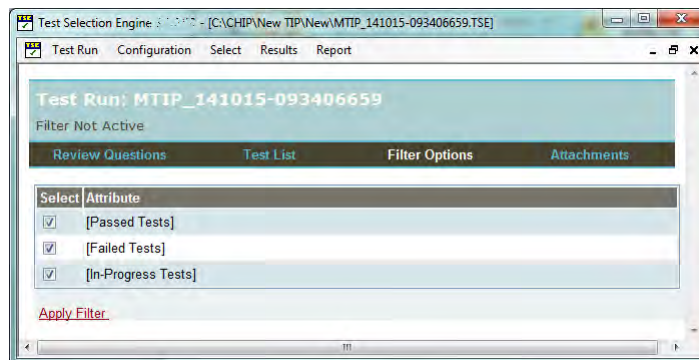 Test Selection Engine - [C:\CHIP\New TIP\New\MTIP_141015-093406659.TSE]
Test Run Configuration Select Results Report
Test Run: MTIP_141015-093406659
Filter Not Active
Review Questions Test List Filter Options Attachments
Select Attribute
[Passed Tests]
[Failed Tests]
[In-Progress Tests]
Apply Filter